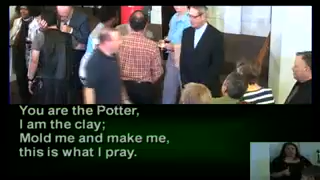 You are the Potter,
I am the clay;
Mold me and make me,
this is what I pray.